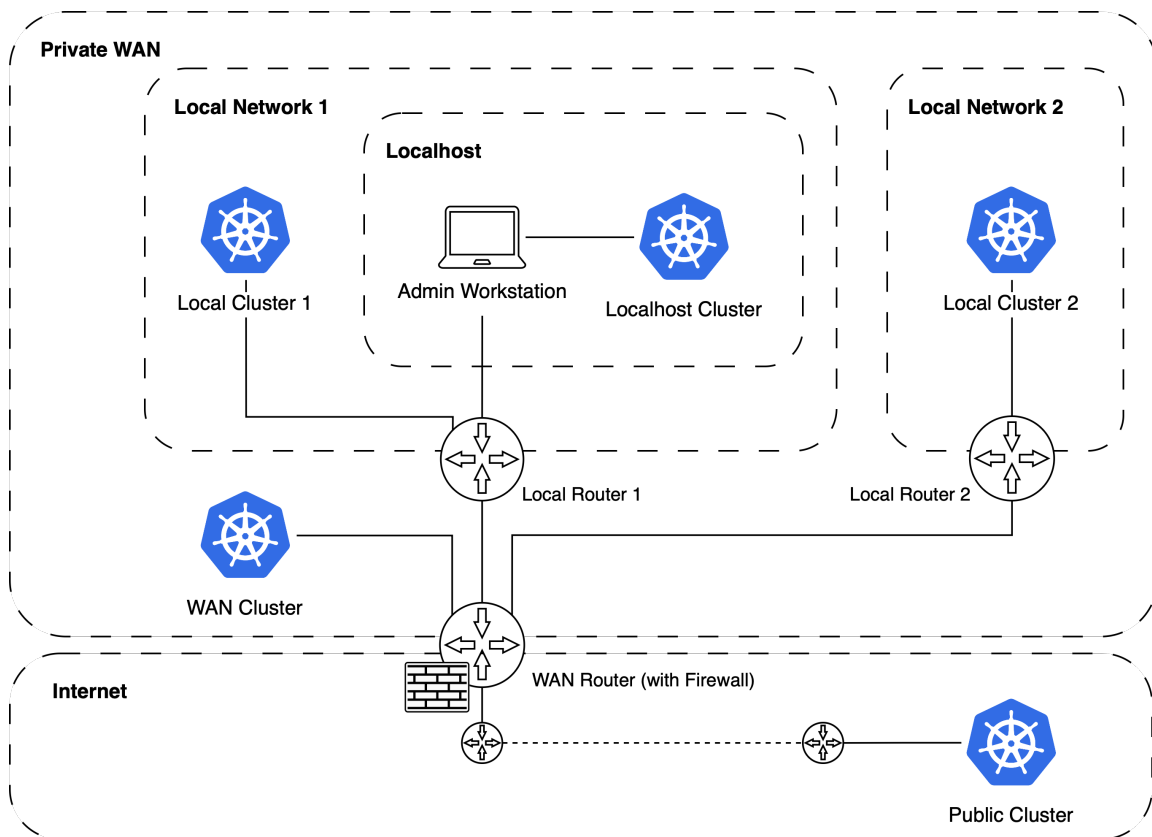 Private WAN
Local Network 1
Local Network 2
Localhost
Local Cluster 1
Admin Workstation
Localhost Cluster
Local Cluster 2
Local Router 1
Local Router 2
WAN Cluster
WAN Router (with Firewall)
Internet
Public Cluster